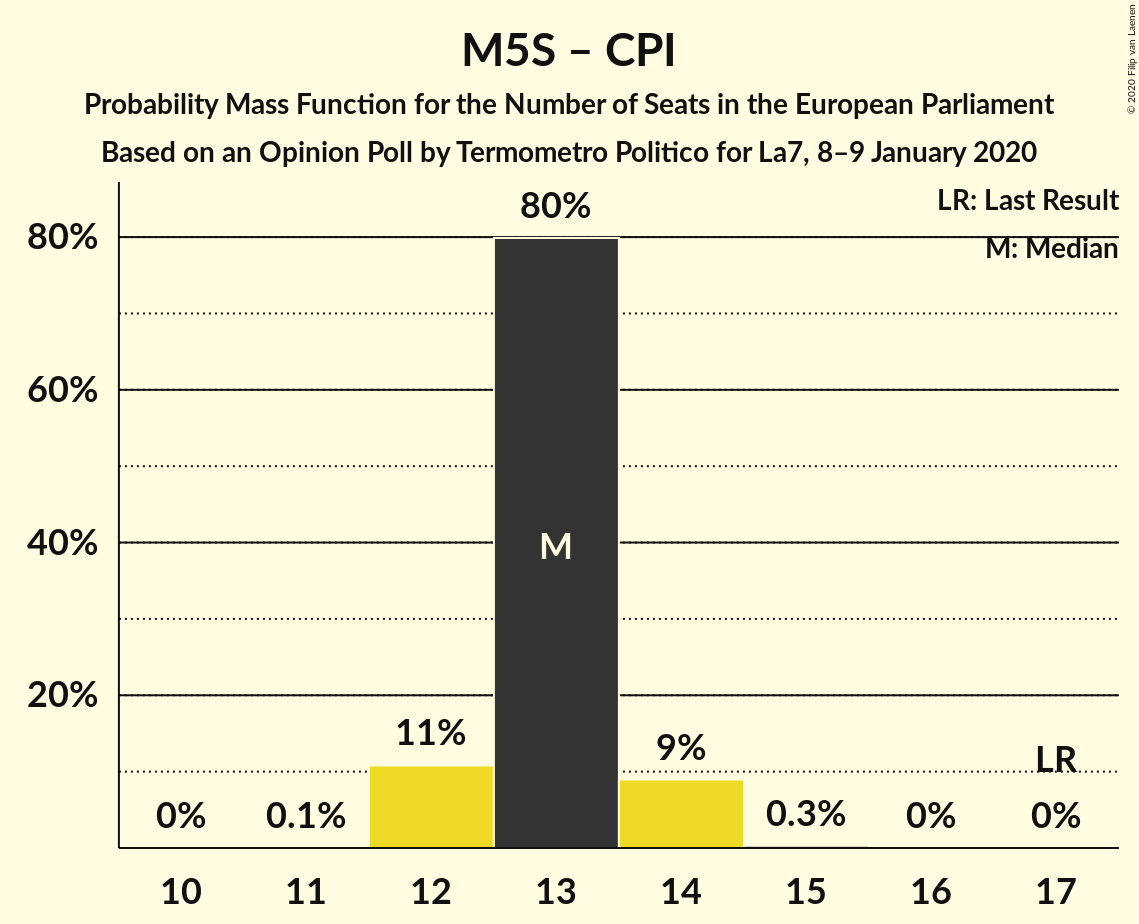 M5S – CPI
Probability Mass Function for the Number of Seats in the European Parliament
Based on an Opinion Poll by Termometro Politico for La7, 8–9 January 2020
© 2020 Filip van Laenen
LR: Last Result
M: Median
80%
60%
40%
20%
0%
0.1%
11%
80%
M
9%
0.3%
0%
LR
0%
10 11 12 13 14 15 16 17